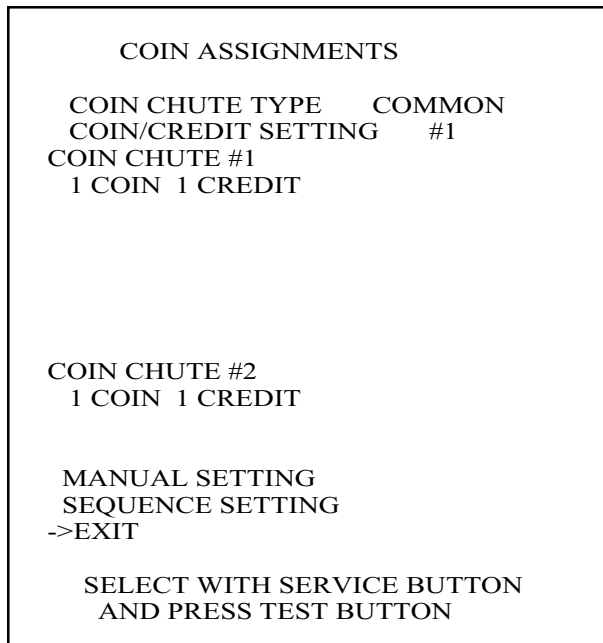 COIN ASSIGNMENTS
COIN CHUTE TYPE COMMON
COIN/CREDIT SETTING #1
COIN CHUTE #1
1 COIN 1 CREDIT
COIN CHUTE #2
1 COIN 1 CREDIT
MANUAL SETTING
SEQUENCE SETTING
->EXIT
SELECT WITH SERVICE BUTTON
AND PRESS TEST BUTTON